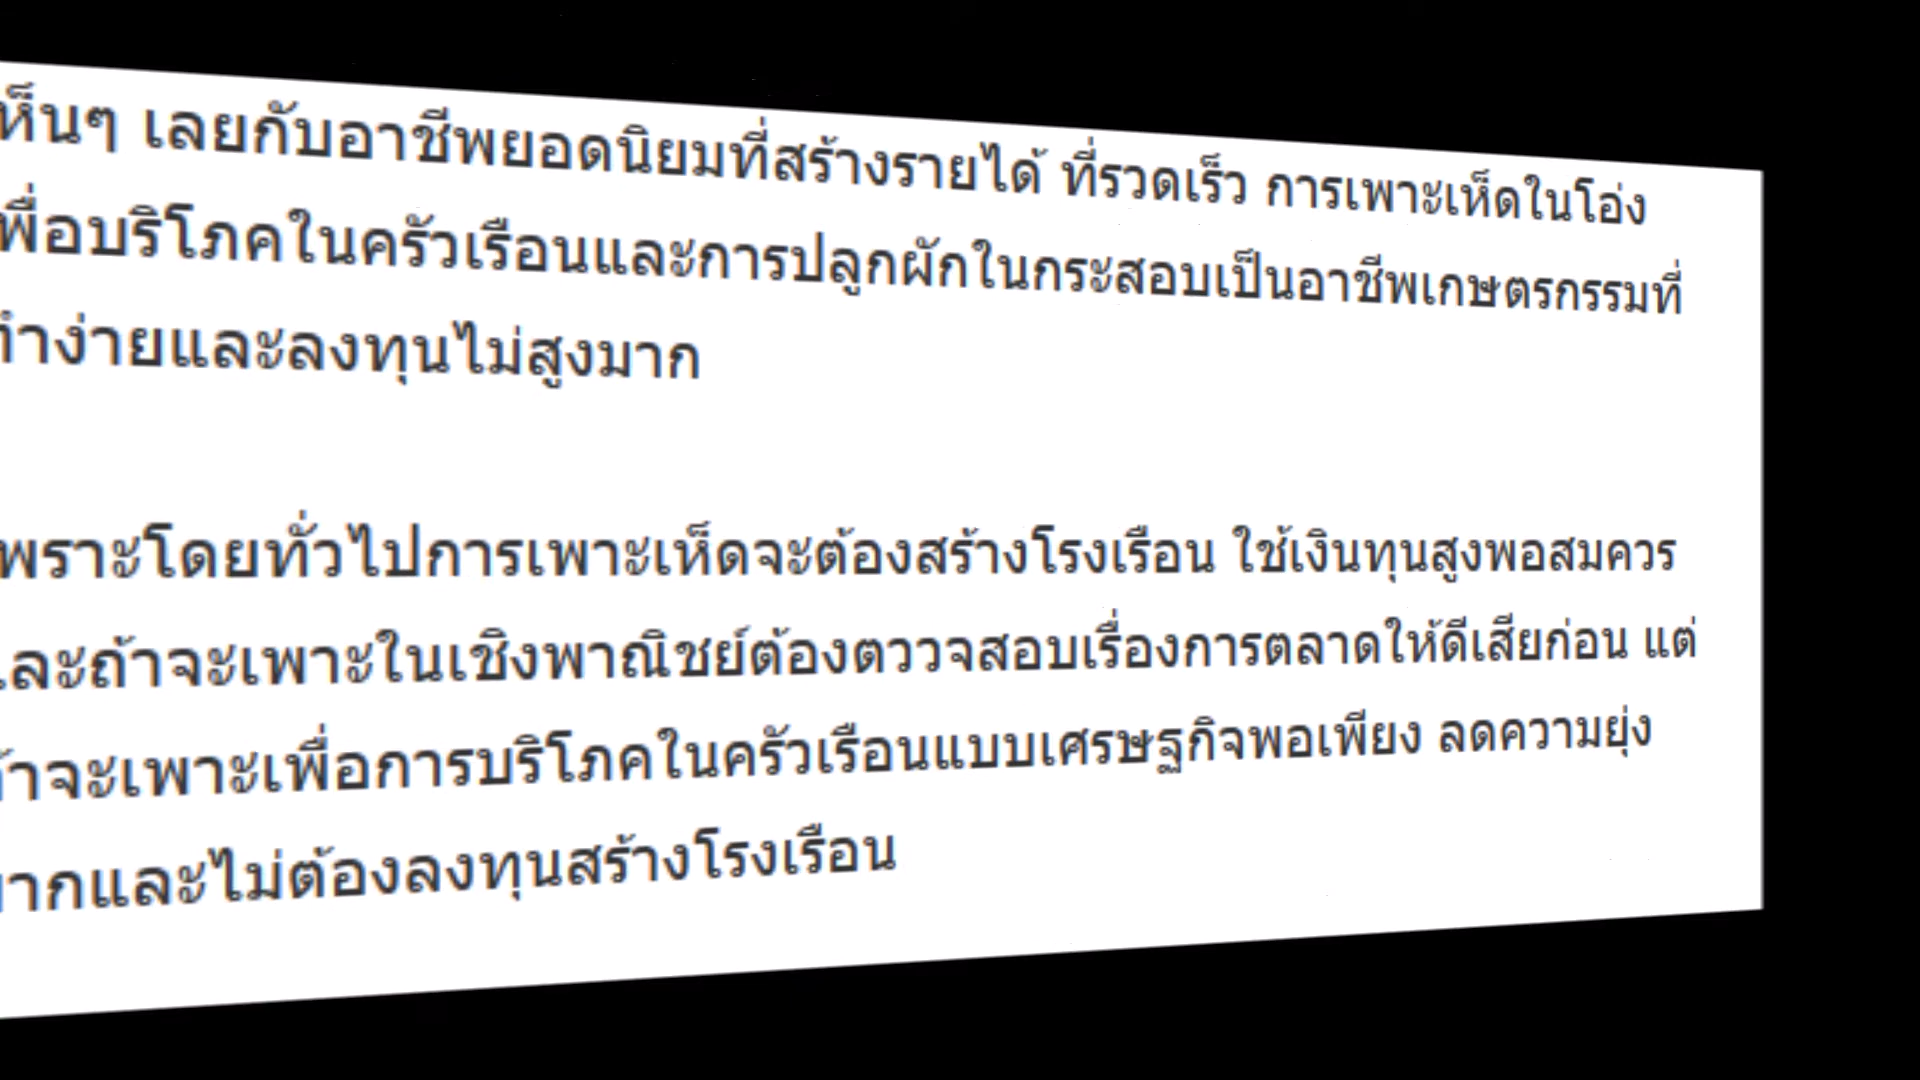 ห็นๆ เลยกับอาชีพยอดนิยมที่สร้างรายได้ ที่รวดเร็ว การเพาะเห็ดในโอ่ง
พื่อบริโภคในครัวเรือนและการปลูกผักในกระสอบเป็นอาชีพเกษตรกรรมที่
ทำง่ายและลงทุนไม่สูงมาก
พราะโดยทั่วไปการเพาะเห็ดจะต้องสร้างโรงเรือน ใช้เงินทุนสูงพอสมควร
และถ้าจะเพาะในเชิงพาณิชย์ต้องตววจสอบเรื่องการตลาดให้ดีเสียก่อน แต่
ถ้าจะเพาะเพื่อการบริโภคในครัวเรือนแบบเศรษฐกิจพอเพียง ลดความยุ่ง
ยากและไม่ต้องลงทุนสร้างโรงเรือน